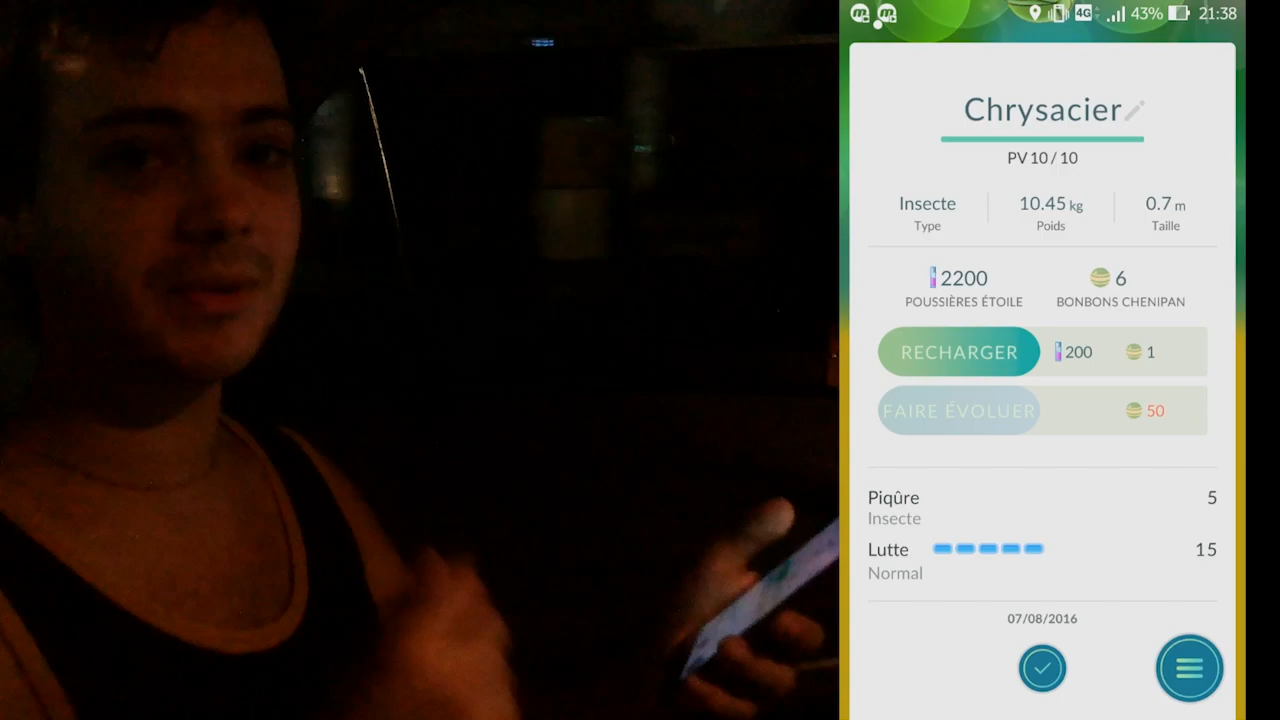 4G 43% 21:38
Chrysacier
PV 10 / 10
Insecte 10.45 kg 0.7 m
Type Poids Taille
2200 6
POUSSIÈRES ÉTOILE BONBONS CHENIPAN
RECHARGER 200 1
FAIRE ÉVOLUER 50
Piqûre 5
Insecte
Lutte 15
Normal
07/08/2016